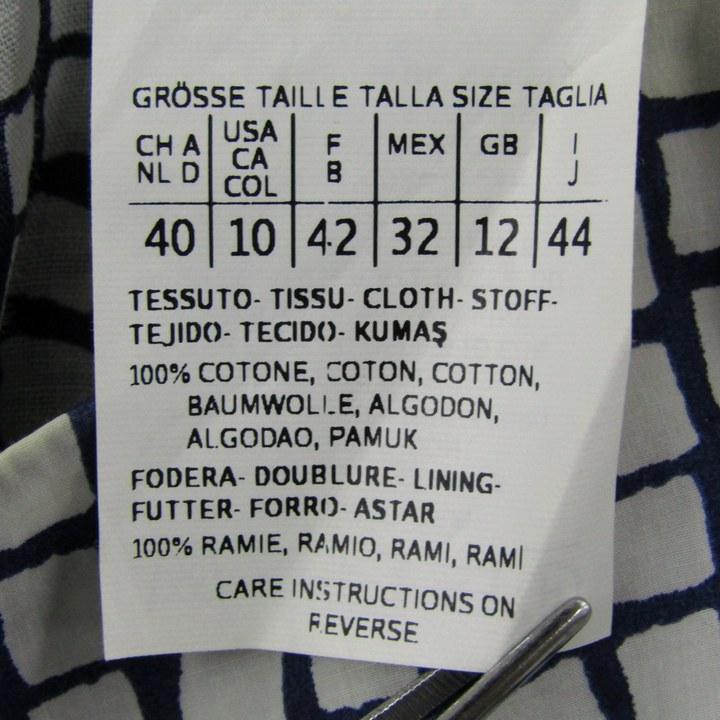 GRÖSSE TAILLE TALLA SIZE TAGLIA
CH A USA F MEX GB I
NL D CA B J
COL
40 10 42 32 12 44
TESSUTO- TISSU- CLOTH- STOFF-
TEJIDO- TECIDO- KUMAŞ
100% COTONE, COTON, COTTON,
BAUMWOLLE, ALGODON,
ALGODAO, PAMUK
FODERA- DOUBLURE- LINING-
FUTTER- FORRO- ASTAR
100% RAMIE, RAMIO, RAMI, RAMİ
CARE INSTRUCTIONS ON
REVERSE